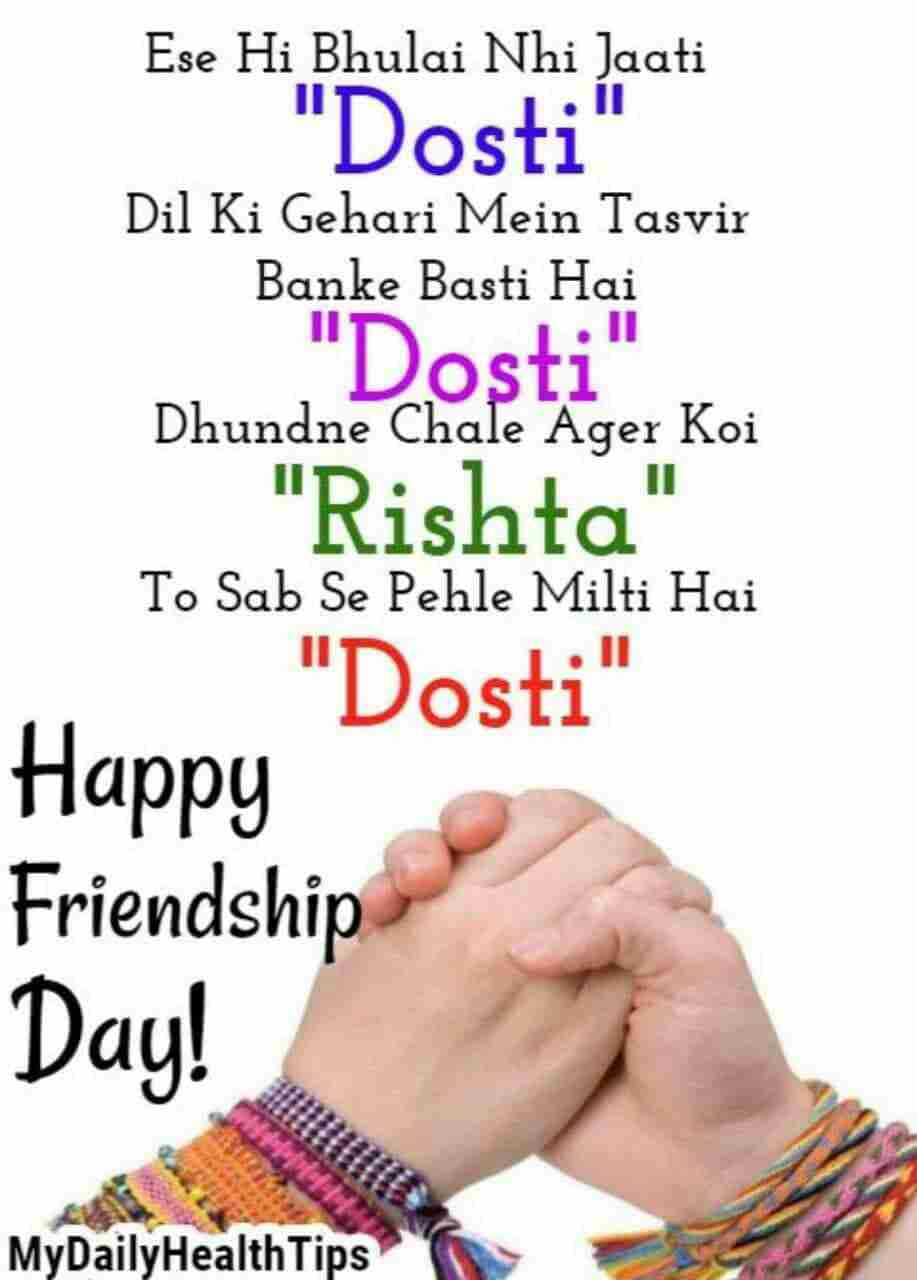 Ese Hi Bhulai Nhi Jaati
"Dosti"
Dil Ki Gehari Mein Tasvir
Banke Basti Hai
"Dosti"
Dhundne Chale Ager Koi
"Rishta"
To Sab Se Pehle Milti Hai
"Dosti"
Happy
Friendship
Day!
MyDailyHealthTips